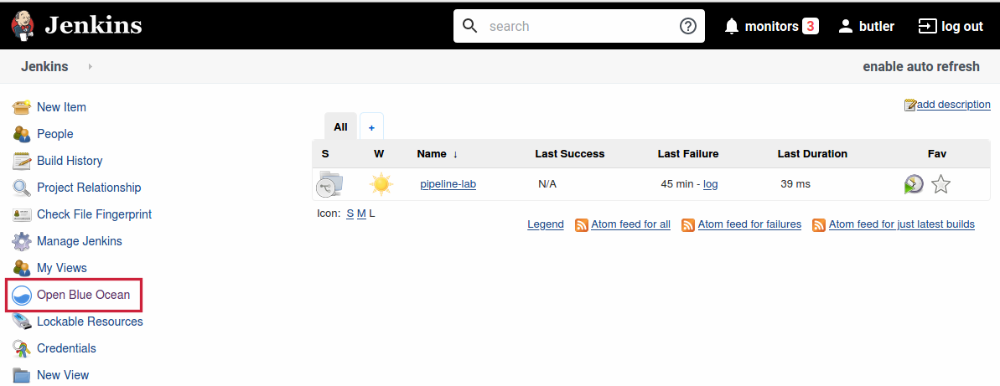 Jenkins search monitors 3 butler log out
Jenkins enable auto refresh
New Item
People
Build History
Project Relationship
Check File Fingerprint
Manage Jenkins
My Views
Open Blue Ocean
Lockable Resources
Credentials
New View
add description
All +
S W Name ↓ Last Success Last Failure Last Duration Fav
pipeline-lab N/A 45 min - log 39 ms
Icon: S M L
Legend Atom feed for all Atom feed for failures Atom feed for just latest builds